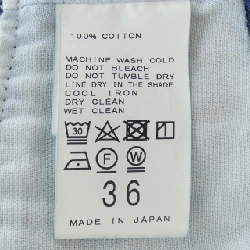 100% COTTON
MACHINE WASH COLD
DO NOT BLEACH
DO NOT TUMBLE DRY
LINE DRY IN THE SHADE
COOL IRON
DRY CLEAN
WET CLEAN
30
F W
36
MADE IN JAPAN